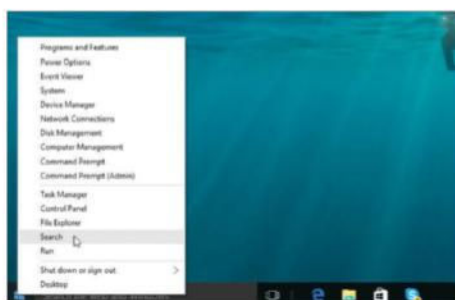 Programs and Features
Power Options
Event Viewer
System
Device Manager
Network Connections
Disk Management
Computer Management
Command Prompt
Command Prompt (Admin)
Task Manager
Control Panel
File Explorer
Search
Run
Shut down or sign out
Desktop